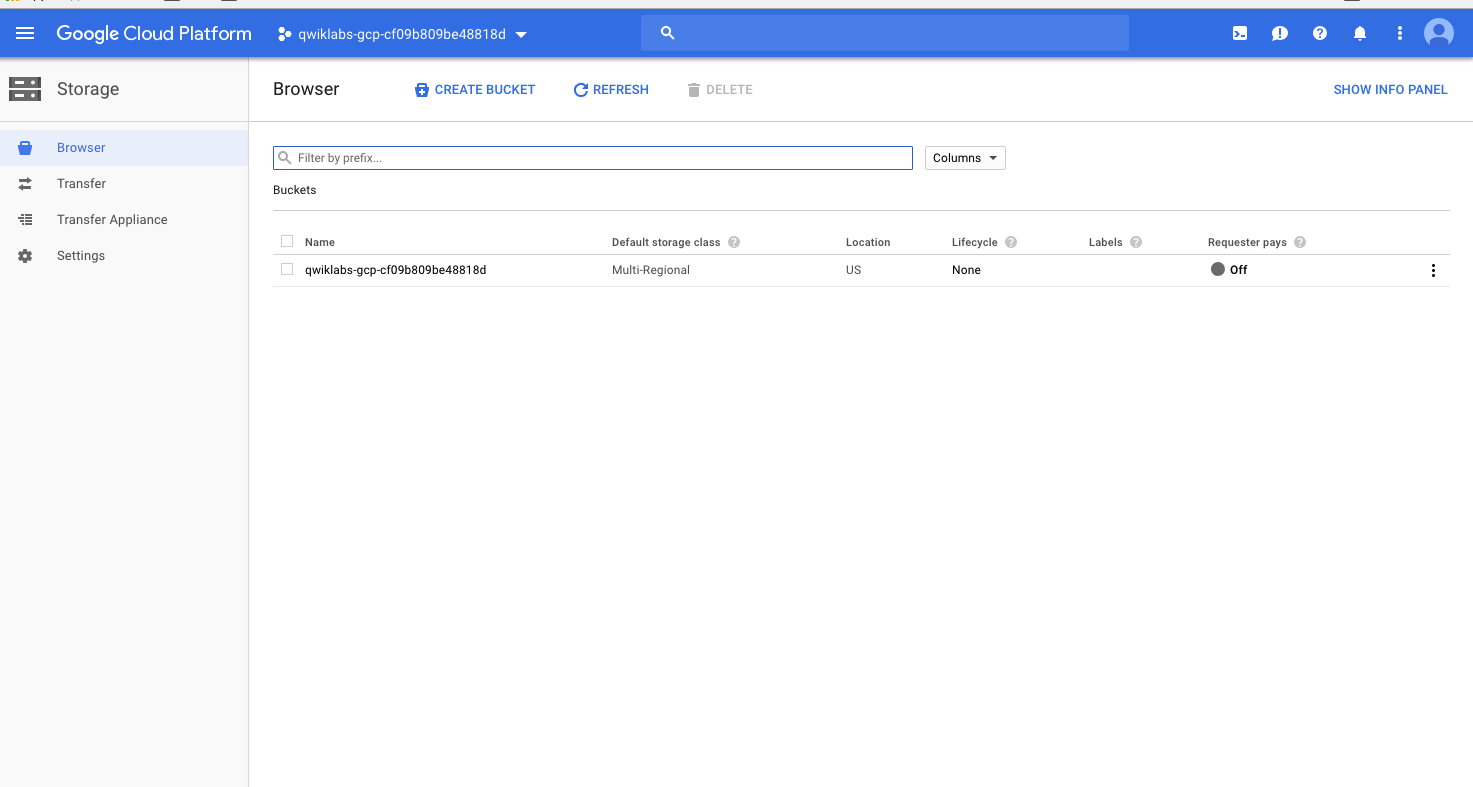 Google Cloud Platform
qwiklabs-gcp-cf09b809be48818d
Storage
Browser
CREATE BUCKET
REFRESH
DELETE
SHOW INFO PANEL
Browser
Transfer
Transfer Appliance
Settings
Filter by prefix...
Columns
Buckets
Name Default storage class Location Lifecycle Labels Requester pays
qwiklabs-gcp-cf09b809be48818d Multi-Regional US None Off